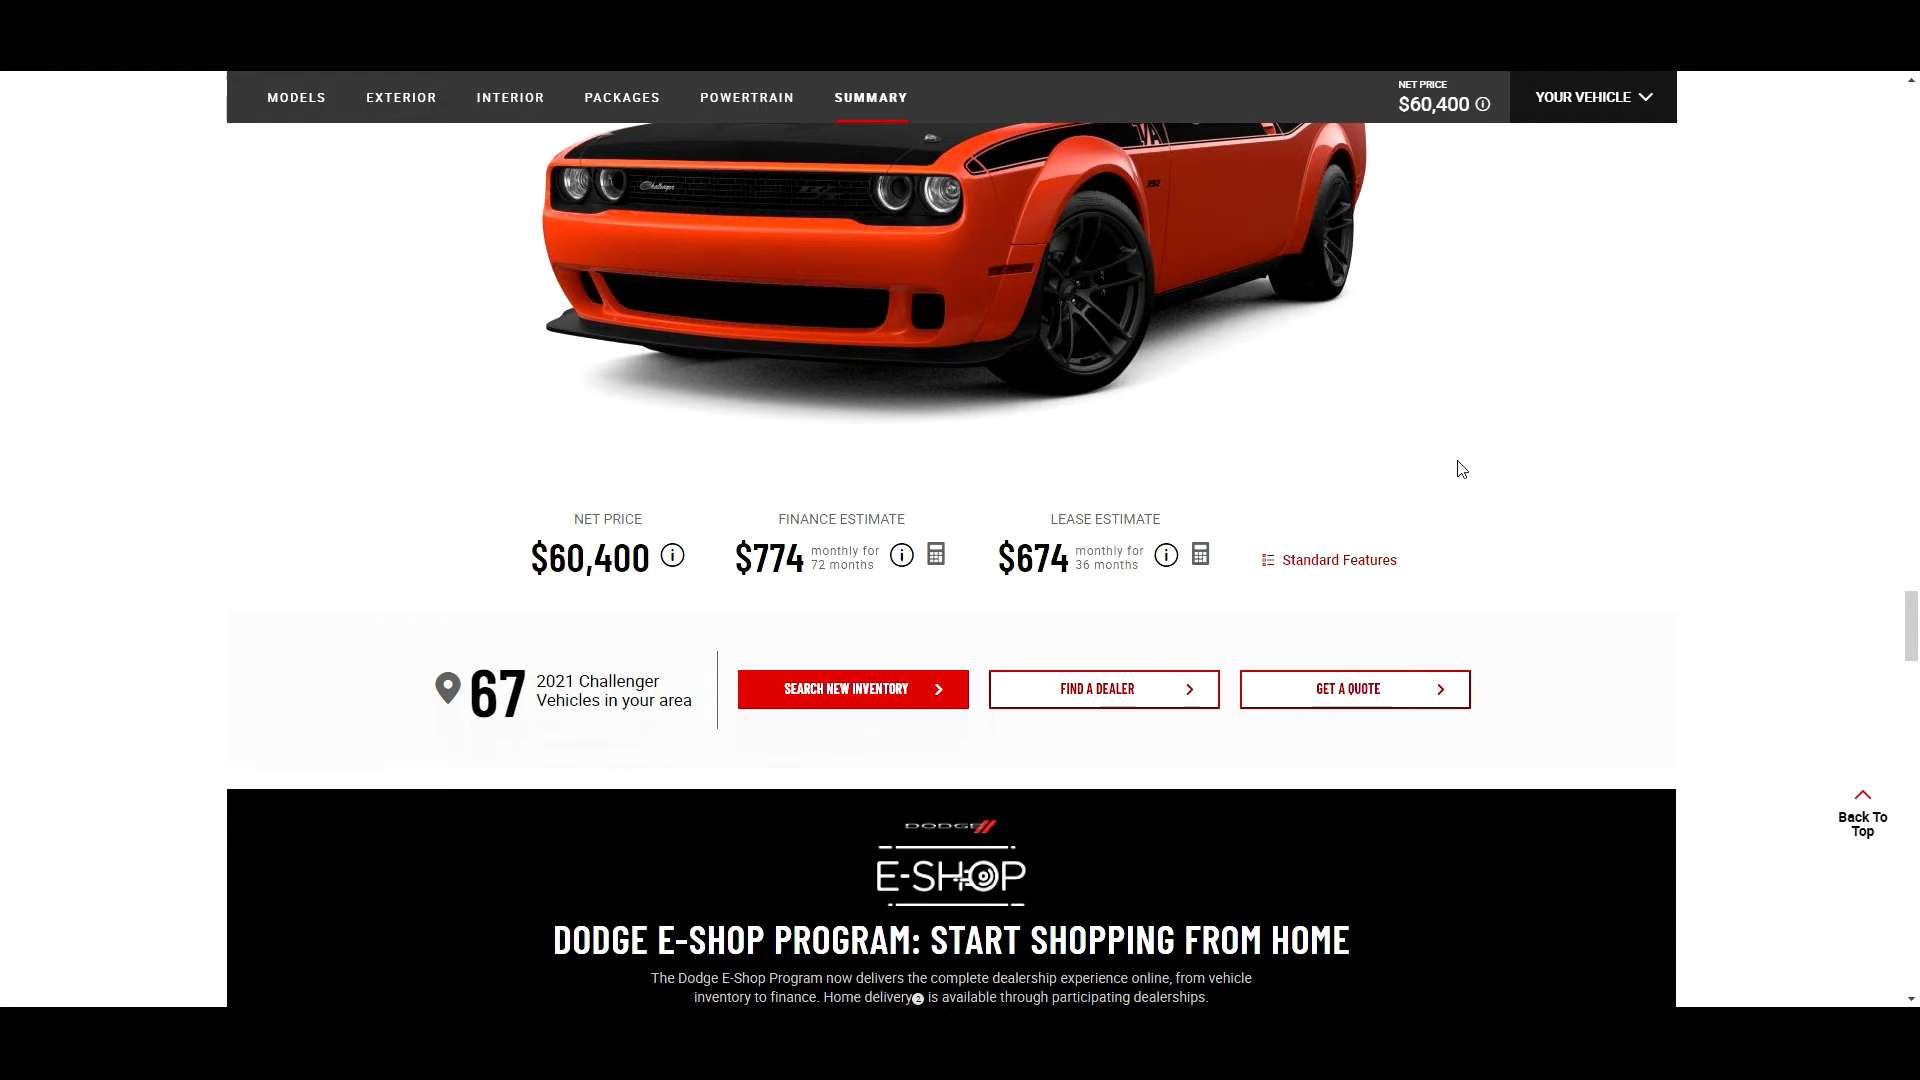 MODELS EXTERIOR INTERIOR PACKAGES POWERTRAIN SUMMARY
NET PRICE
$60,400
YOUR VEHICLE
Challenger
392
NET PRICE
$60,400
FINANCE ESTIMATE
$774 monthly for
72 months
LEASE ESTIMATE
$674 monthly for
36 months
Standard Features
67 2021 Challenger
Vehicles in your area
SEARCH NEW INVENTORY
FIND A DEALER
GET A QUOTE
Back To
Top
DODGE
E-SHOP
DODGE E-SHOP PROGRAM: START SHOPPING FROM HOME
The Dodge E-Shop Program now delivers the complete dealership experience online, from vehicle
inventory to finance. Home delivery2 is available through participating dealerships.